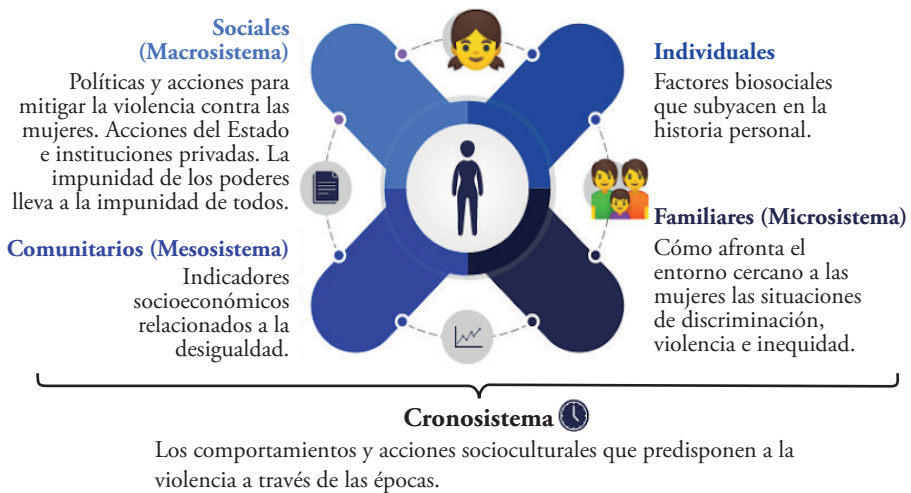 Sociales
(Macrosistema)
Políticas y acciones para
mitigar la violencia contra las
mujeres. Acciones del Estado
e instituciones privadas. La
impunidad de los poderes
lleva a la impunidad de todos.
Individuales
Factores biosociales
que subyacen en la
historia personal.
Comunitarios (Mesosistema)
Indicadores
socioeconómicos
relacionados a la
desigualdad.
Familiares (Microsistema)
Cómo afronta el
entorno cercano a las
mujeres las situaciones
de discriminación,
violencia e inequidad.
Cronosistema
Los comportamientos y acciones socioculturales que predisponen a la
violencia a través de las épocas.